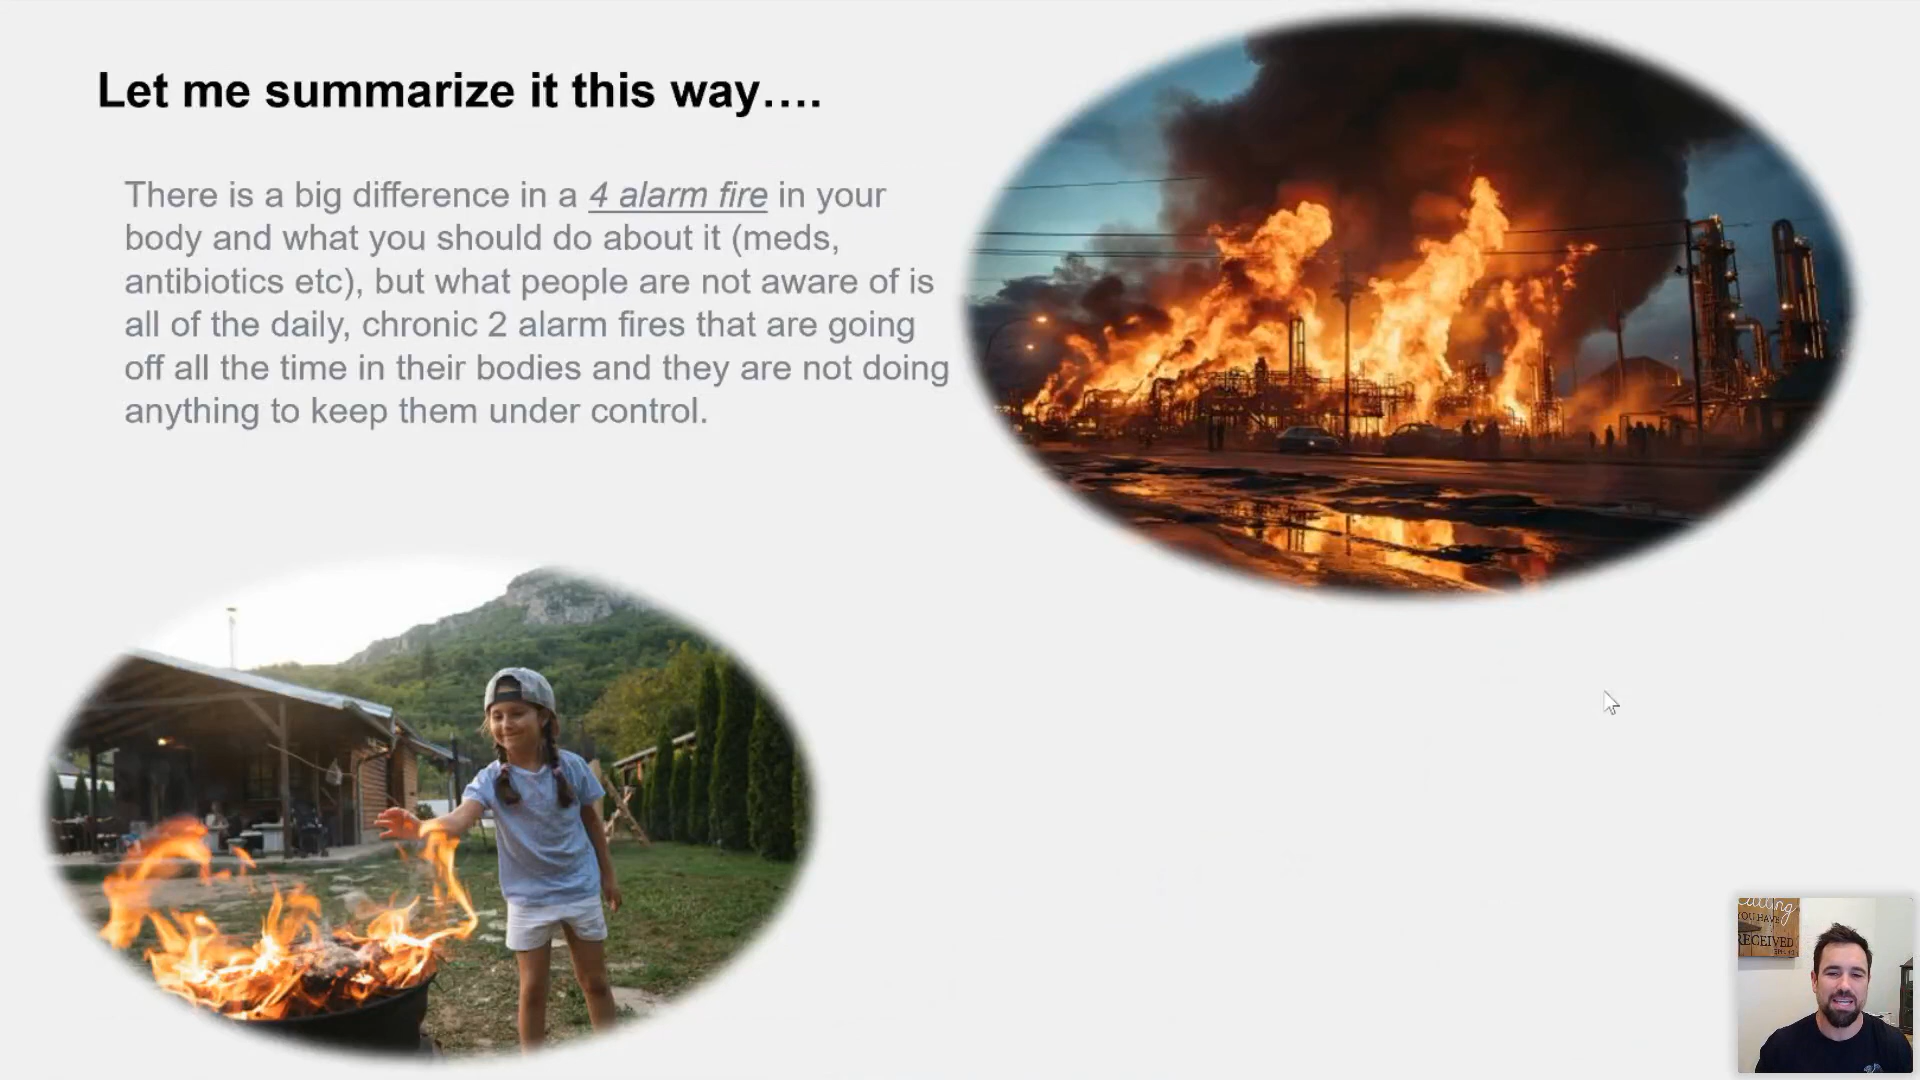 Let me summarize it this way....
There is a big difference in a 4 alarm fire in your
body and what you should do about it (meds,
antibiotics etc), but what people are not aware of is
all of the daily, chronic 2 alarm fires that are going
off all the time in their bodies and they are not doing
anything to keep them under control.
calling
YOU HAVE
RECEIVED